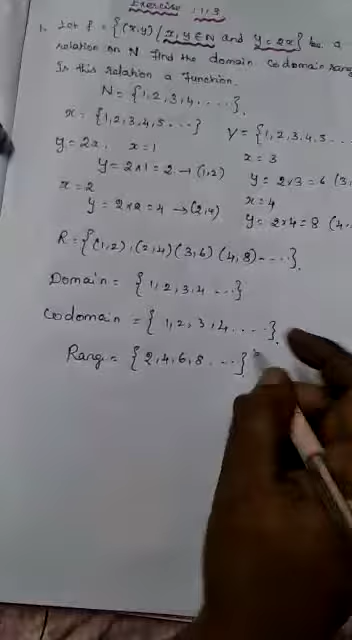 Exercise 1.3
1. Let f = {(x,y) / x,y ∈ N and y = 2x} be a
relation on N find the domain Codomain rang
Is this relation a function.
N = {1,2,3,4.....}.
x = {1,2,3,4,5...} y = {1,2,3,4,5...
y = 2x, x = 1 x = 3
y = 2×1 = 2 → (1,2) y = 2×3 = 6 (3,
x = 2 x = 4
y = 2×2 = 4 → (2,4) y = 2×4 = 8 (4,
R = {(1,2),(2,4)(3,6)(4,8)-....}.
Domain = {1,2,3,4...}
Codomain = {1,2,3,4....}.
Range = {2,4,6,8...}.